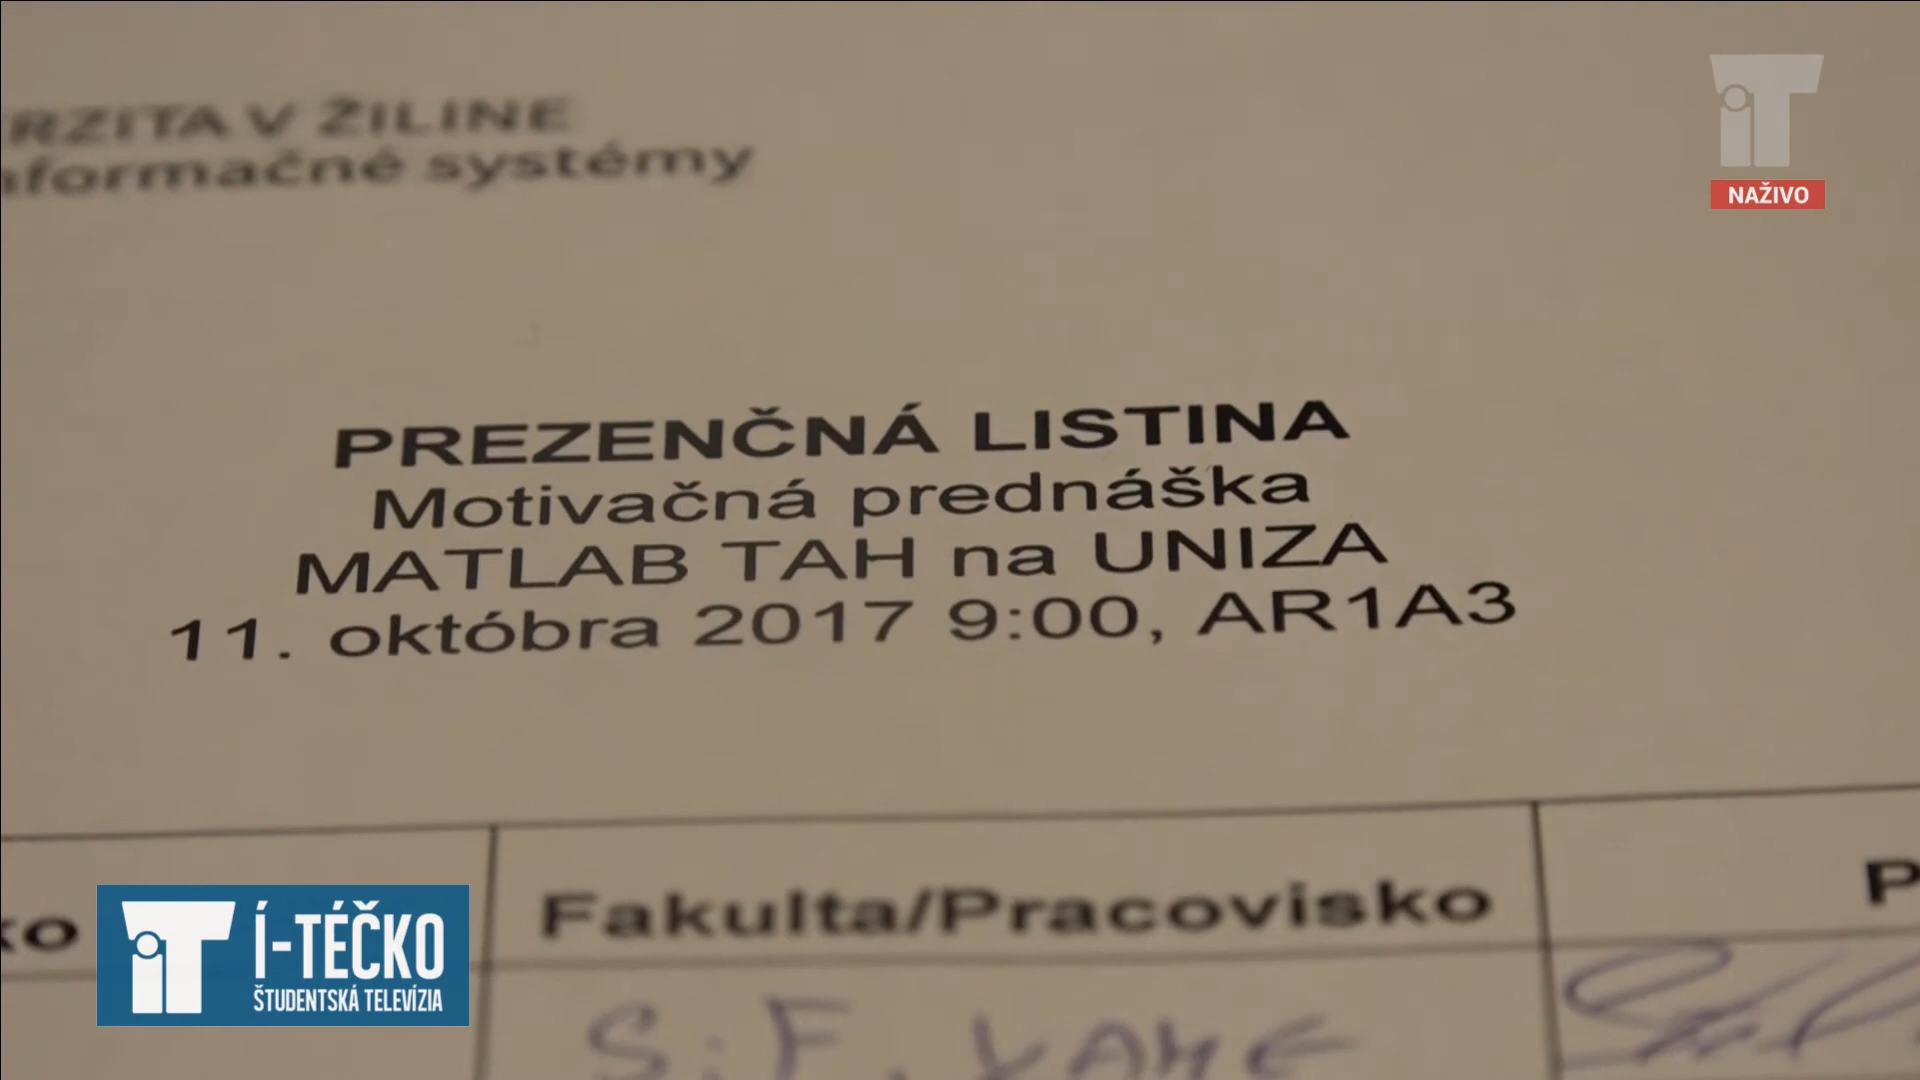 RZITA V ŽILINE
nformačné systémy
NAŽIVO
PREZENČNÁ LISTINA
Motivačná prednáška
MATLAB TAH na UNIZA
11. októbra 2017 9:00, AR1A3
ko
Fakulta/Pracovisko
P
Í-TÉČKO
ŠTUDENTSKÁ TELEVÍZIA